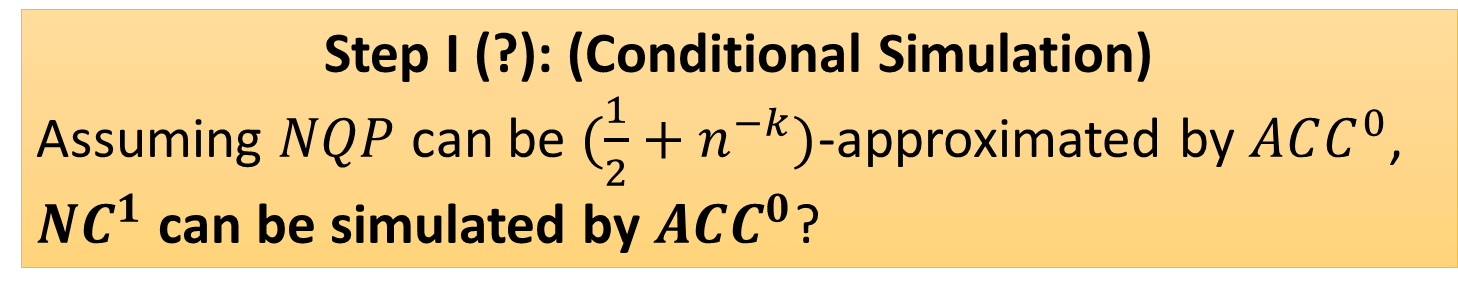 Step I (?): (Conditional Simulation)
Assuming NQP can be (1/2 + n^{-k})-approximated by ACC^0,
NC^1 can be simulated by ACC^0?